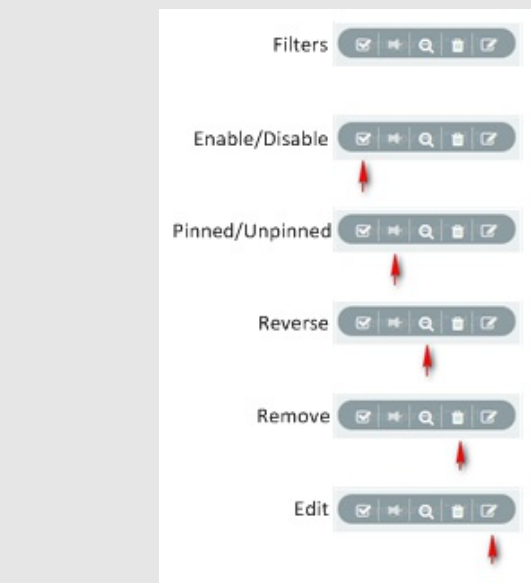 Filters
Enable/Disable
Pinned/Unpinned
Reverse
Remove
Edit